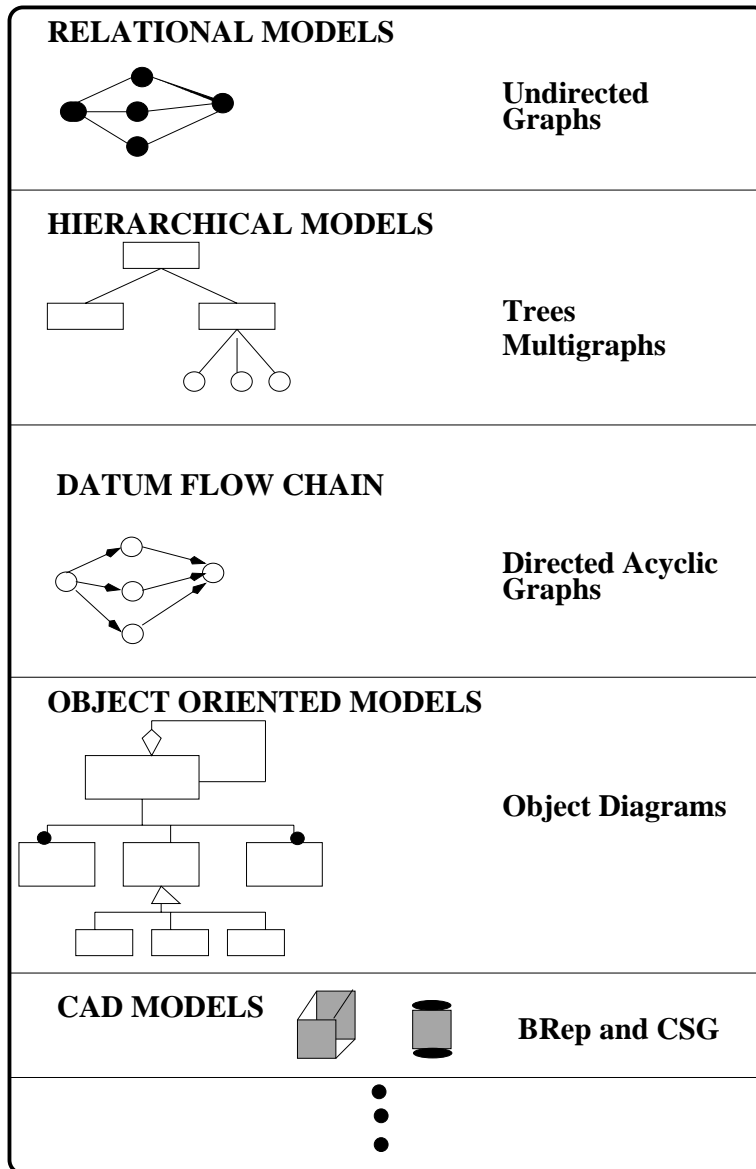 RELATIONAL MODELS
Undirected
Graphs
HIERARCHICAL MODELS
Trees
Multigraphs
DATUM FLOW CHAIN
Directed Acyclic
Graphs
OBJECT ORIENTED MODELS
Object Diagrams
CAD MODELS
BRep and CSG